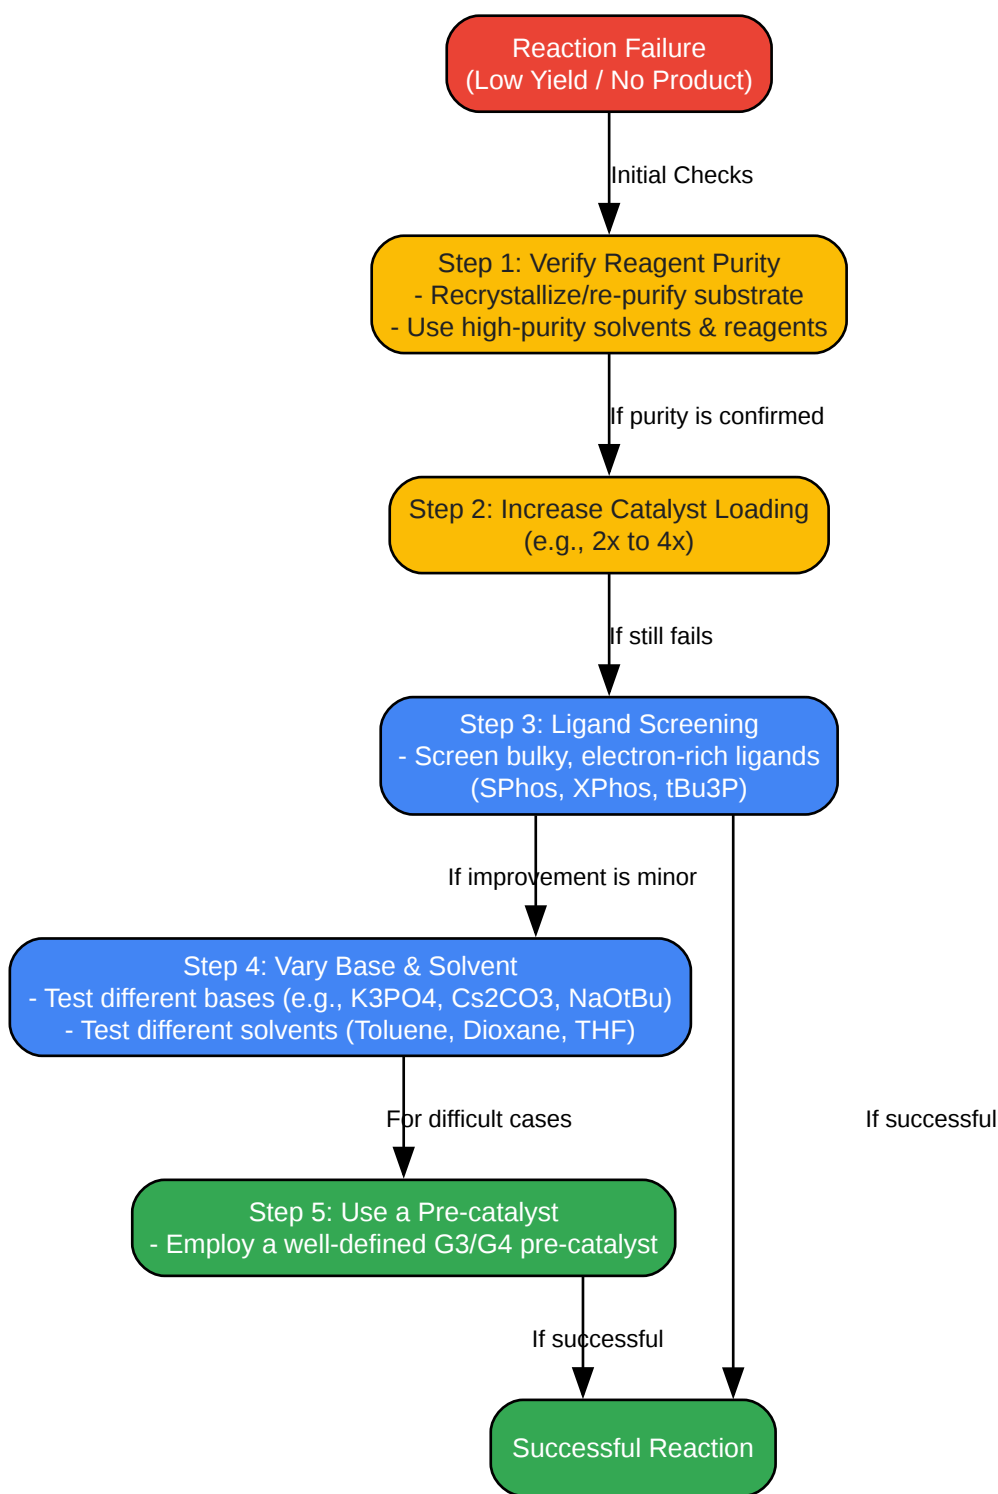 Reaction Failure
(Low Yield / No Product)
Initial Checks
Step 1: Verify Reagent Purity
- Recrystallize/re-purify substrate
- Use high-purity solvents & reagents
If purity is confirmed
Step 2: Increase Catalyst Loading
(e.g., 2x to 4x)
If still fails
Step 3: Ligand Screening
- Screen bulky, electron-rich ligands
(SPhos, XPhos, tBu3P)
If improvement is minor
Step 4: Vary Base & Solvent
- Test different bases (e.g., K3PO4, Cs2CO3, NaOtBu)
- Test different solvents (Toluene, Dioxane, THF)
For difficult cases
If successful
Step 5: Use a Pre-catalyst
- Employ a well-defined G3/G4 pre-catalyst
If successful
Successful Reaction